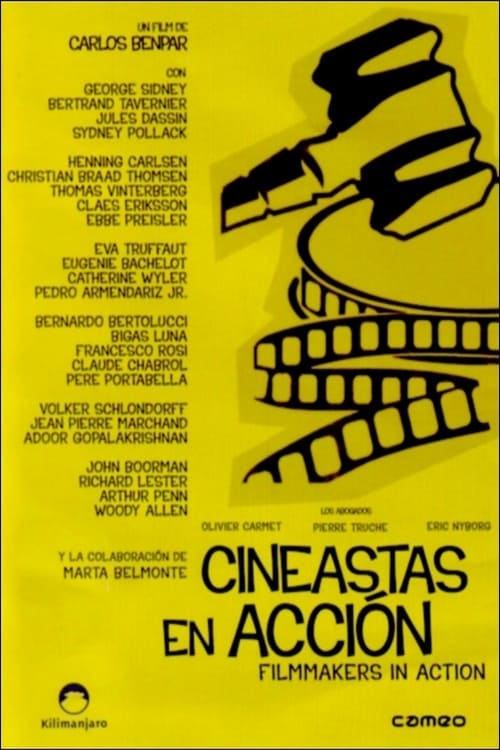 UN FILM DE
CARLOS BENPAR
CON
GEORGE SIDNEY
BERTRAND TAVERNIER
JULES DASSIN
SYDNEY POLLACK
HENNING CARLSEN
CHRISTIAN BRAAD THOMSEN
THOMAS VINTERBERG
CLAES ERIKSSON
EBBE PREISLER
EVA TRUFFAUT
EUGENIE BACHELOT
CATHERINE WYLER
PEDRO ARMENDARIZ JR.
BERNARDO BERTOLUCCI
BIGAS LUNA
FRANCESCO ROSI
CLAUDE CHABROL
PERE PORTABELLA
VOLKER SCHLONDORFF
JEAN PIERRE MARCHAND
ADOOR GOPALAKRISHNAN
JOHN BOORMAN
RICHARD LESTER
ARTHUR PENN
WOODY ALLEN
LOS ABOGADOS
OLIVIER CARMET PIERRE TRUCHE ERIC NYBORG
Y LA COLABORACIÓN DE
MARTA BELMONTE
CINEASTAS
EN ACCIÓN
FILMMAKERS IN ACTION
Kilimanjaro
cameo